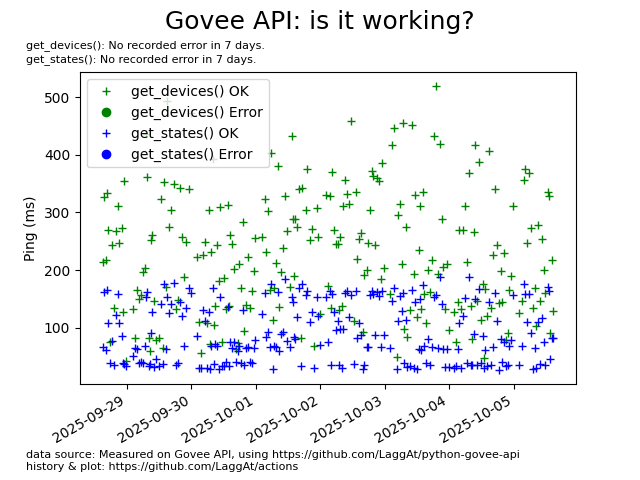 Govee API: is it working?
get_devices(): No recorded error in 7 days.
get_states(): No recorded error in 7 days.
get_devices() OK
get_devices() Error
get_states() OK
get_states() Error
500
400
300
200
100
Ping (ms)
2025-09-29
2025-09-30
2025-10-01
2025-10-02
2025-10-03
2025-10-04
2025-10-05
data source: Measured on Govee API, using https://github.com/LaggAt/python-govee-api
history & plot: https://github.com/LaggAt/actions